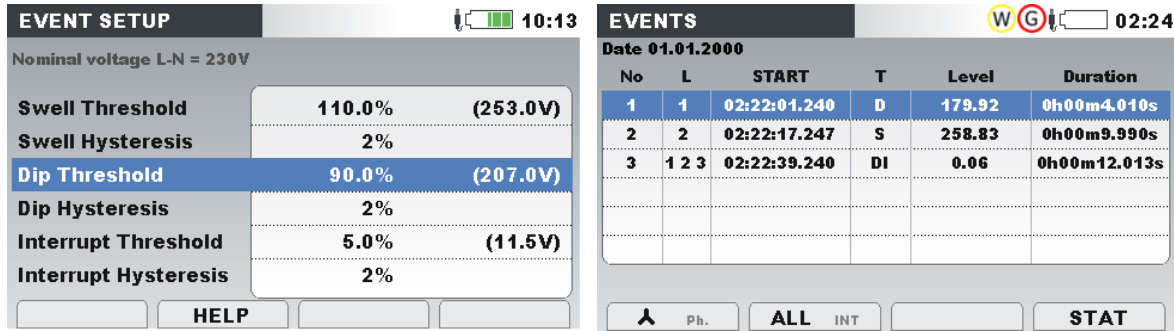 EVENT SETUP 10:13
Nominal voltage L-N = 230V
Swell Threshold 110.0% (253.0V)
Swell Hysteresis 2%
Dip Threshold 90.0% (207.0V)
Dip Hysteresis 2%
Interrupt Threshold 5.0% (11.5V)
Interrupt Hysteresis 2%
HELP
EVENTS W G 02:24
Date 01.01.2000
No L START T Level Duration
1 1 02:22:01.240 D 179.92 0h00m4.010s
2 2 02:22:17.247 S 258.83 0h00m9.990s
3 1 2 3 02:22:39.240 DI 0.06 0h00m12.013s
Ph. ALL INT STAT